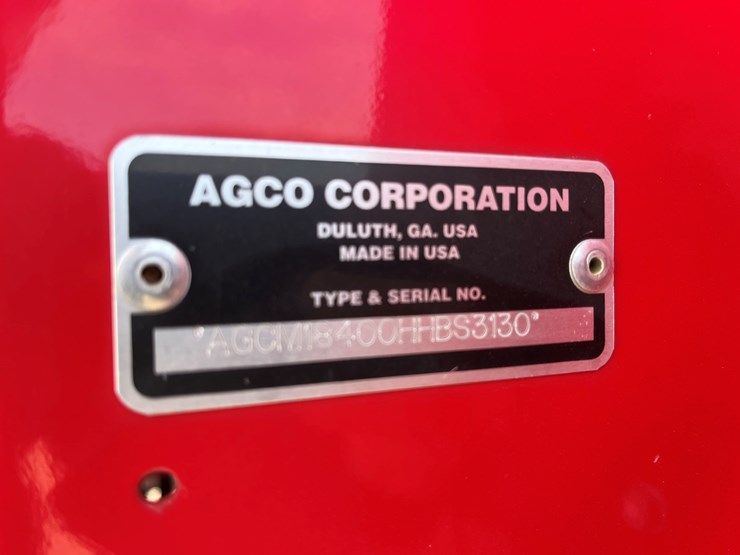 AGCO CORPORATION
DULUTH, GA. USA
MADE IN USA
TYPE & SERIAL NO.
*AGCM18400HHBS3130*